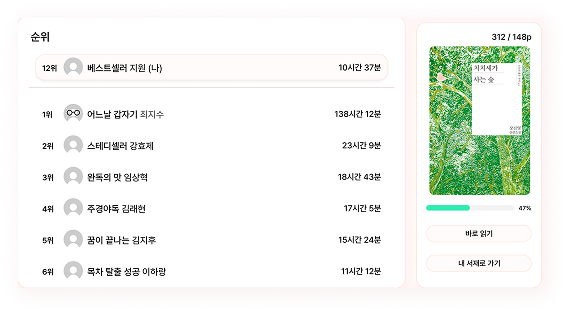 순위
12위 베스트셀러 지원 (나) 10시간 37분
1위 어느날 갑자기 최지수 138시간 12분
2위 스테디셀러 강효제 23시간 9분
3위 완독의 맛 임상혁 18시간 43분
4위 주경야독 김래현 17시간 5분
5위 꿈이 끝나는 김지후 15시간 24분
6위 목차 탈출 성공 이하랑 11시간 12분
312 / 148p
치치새가
사는 숲
47%
바로 읽기
내 서재로 가기